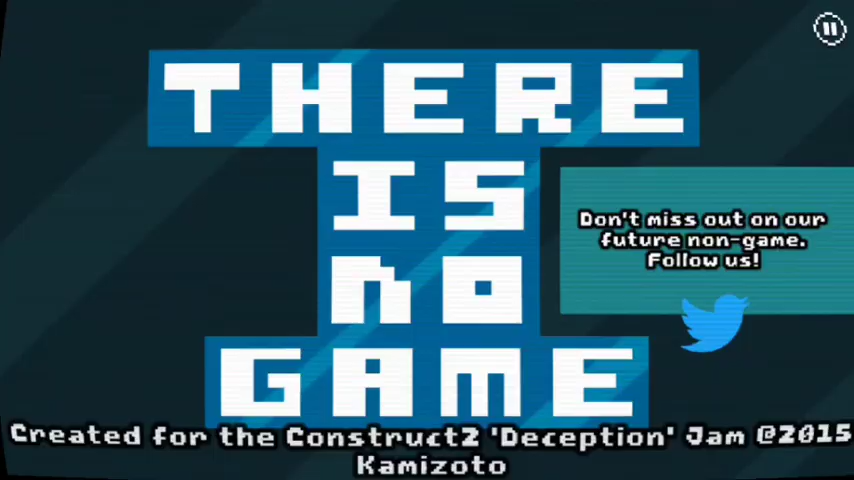 THERE
IS
NO
GAME
Don't miss out on our
future non-game.
Follow us!
Created for the Construct2 'Deception' Jam @2015
Kamizoto